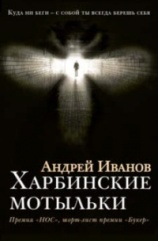 Куда ни беги – с собой ты всегда берешь себя
Андрей Иванов
Харбинские
мотыльки
Премия «НОС», шорт-лист премии «Букер»